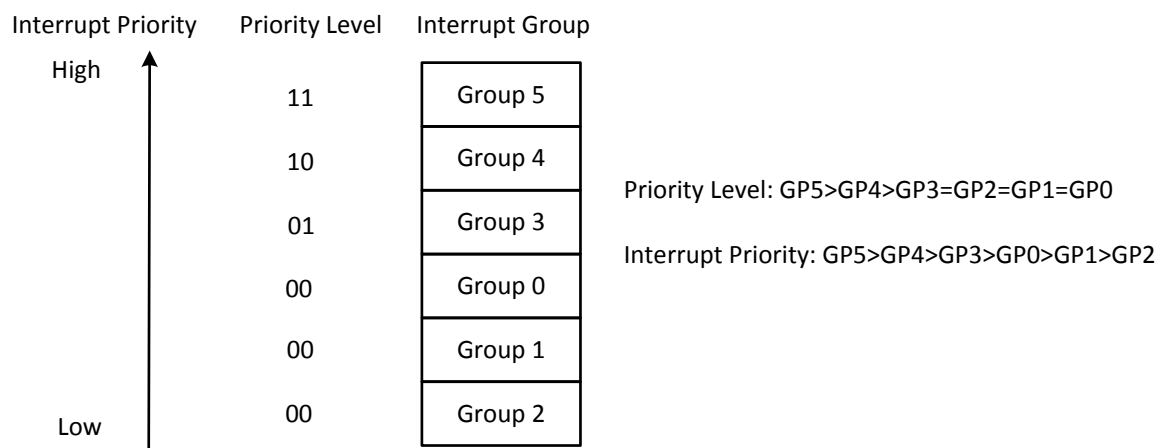 Interrupt Priority Priority Level Interrupt Group
High
11 Group 5
10 Group 4
Priority Level: GP5>GP4>GP3=GP2=GP1=GP0
01 Group 3
Interrupt Priority: GP5>GP4>GP3>GP0>GP1>GP2
00 Group 0
00 Group 1
00 Group 2
Low